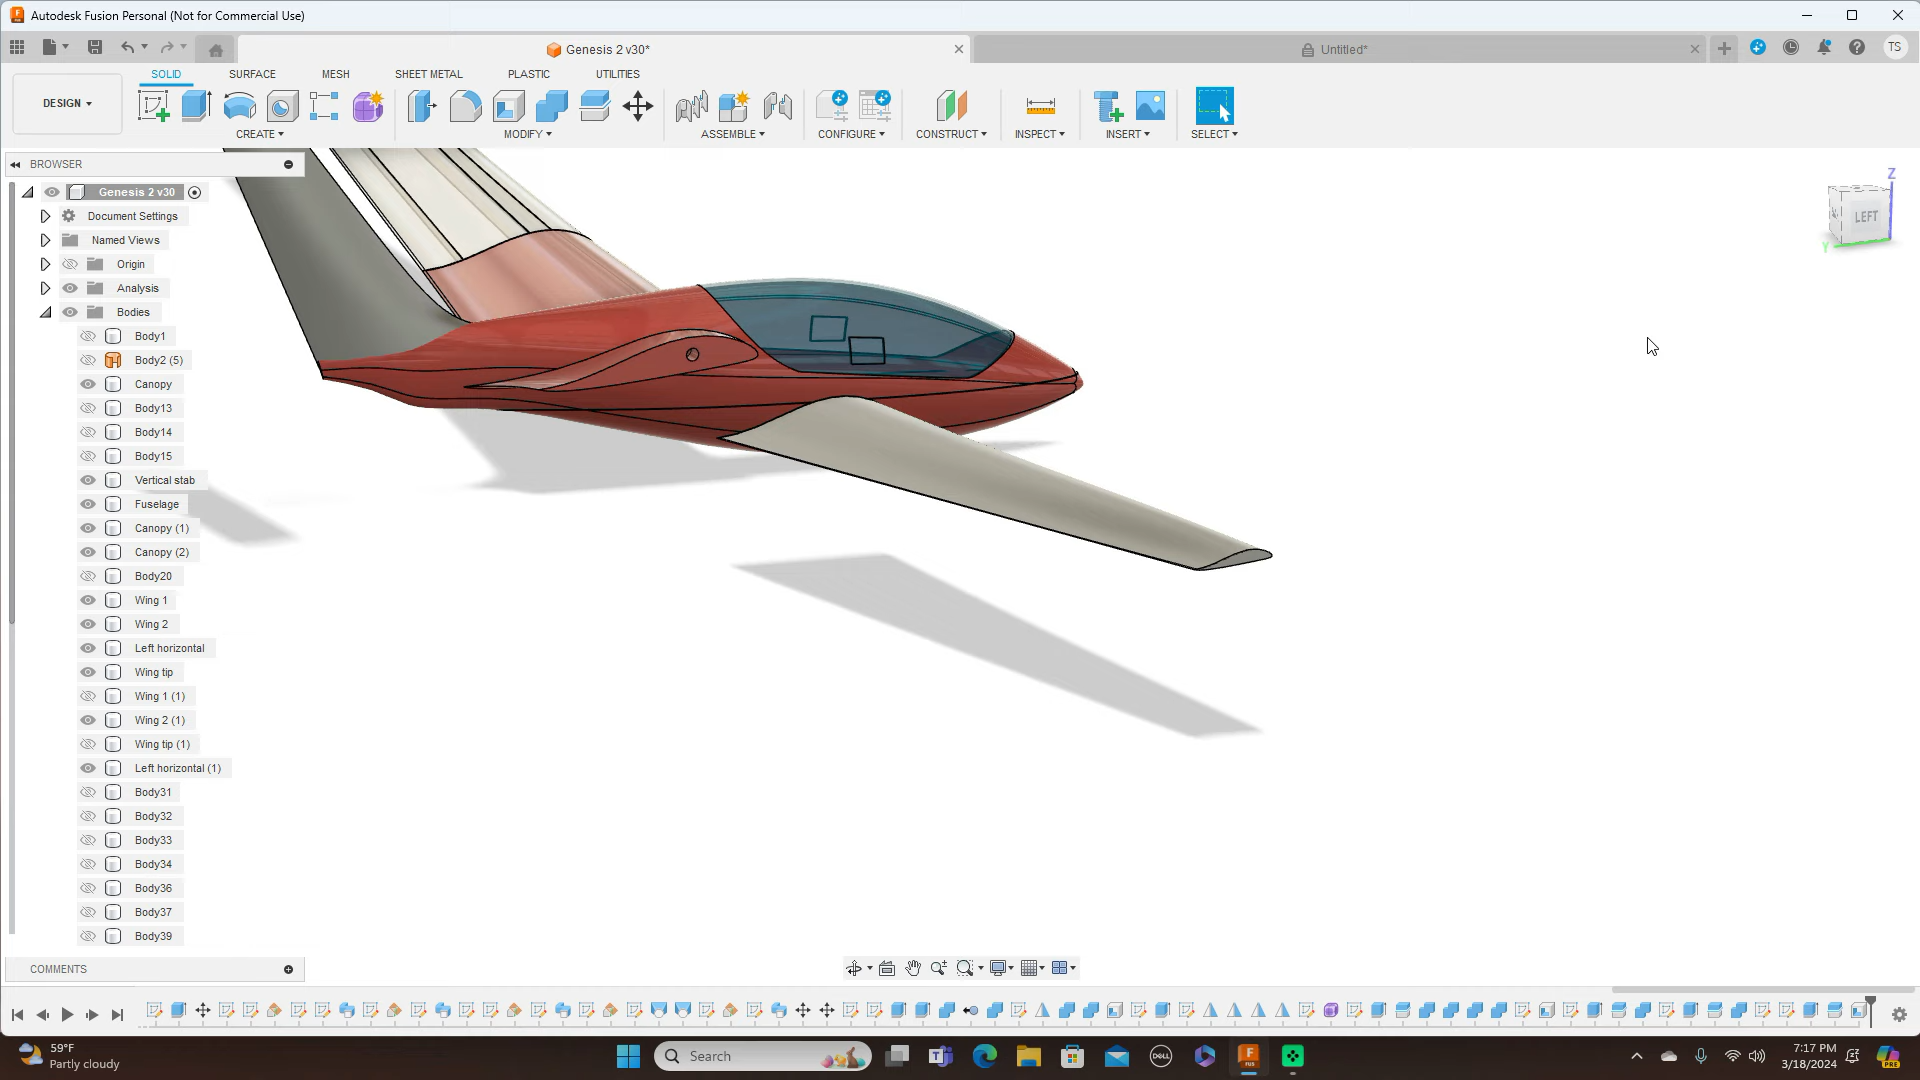 Autodesk Fusion Personal (Not for Commercial Use)
Genesis 2 v30*
Untitled*
TS
DESIGN
SOLID
SURFACE
MESH
SHEET METAL
PLASTIC
UTILITIES
CREATE
MODIFY
ASSEMBLE
CONFIGURE
CONSTRUCT
INSPECT
INSERT
SELECT
BROWSER
Genesis 2 v30
Document Settings
Named Views
Origin
Analysis
Bodies
Body1
Body2 (5)
Canopy
Body13
Body14
Body15
Vertical stab
Fuselage
Canopy (1)
Canopy (2)
Body20
Wing 1
Wing 2
Left horizontal
Wing tip
Wing 1 (1)
Wing 2 (1)
Wing tip (1)
Left horizontal (1)
Body31
Body32
Body33
Body34
Body36
Body37
Body39
Z
LEFT
Y
COMMENTS
59°F
Partly cloudy
Search
DELL
FUS
7:17 PM
3/18/2024
PRE